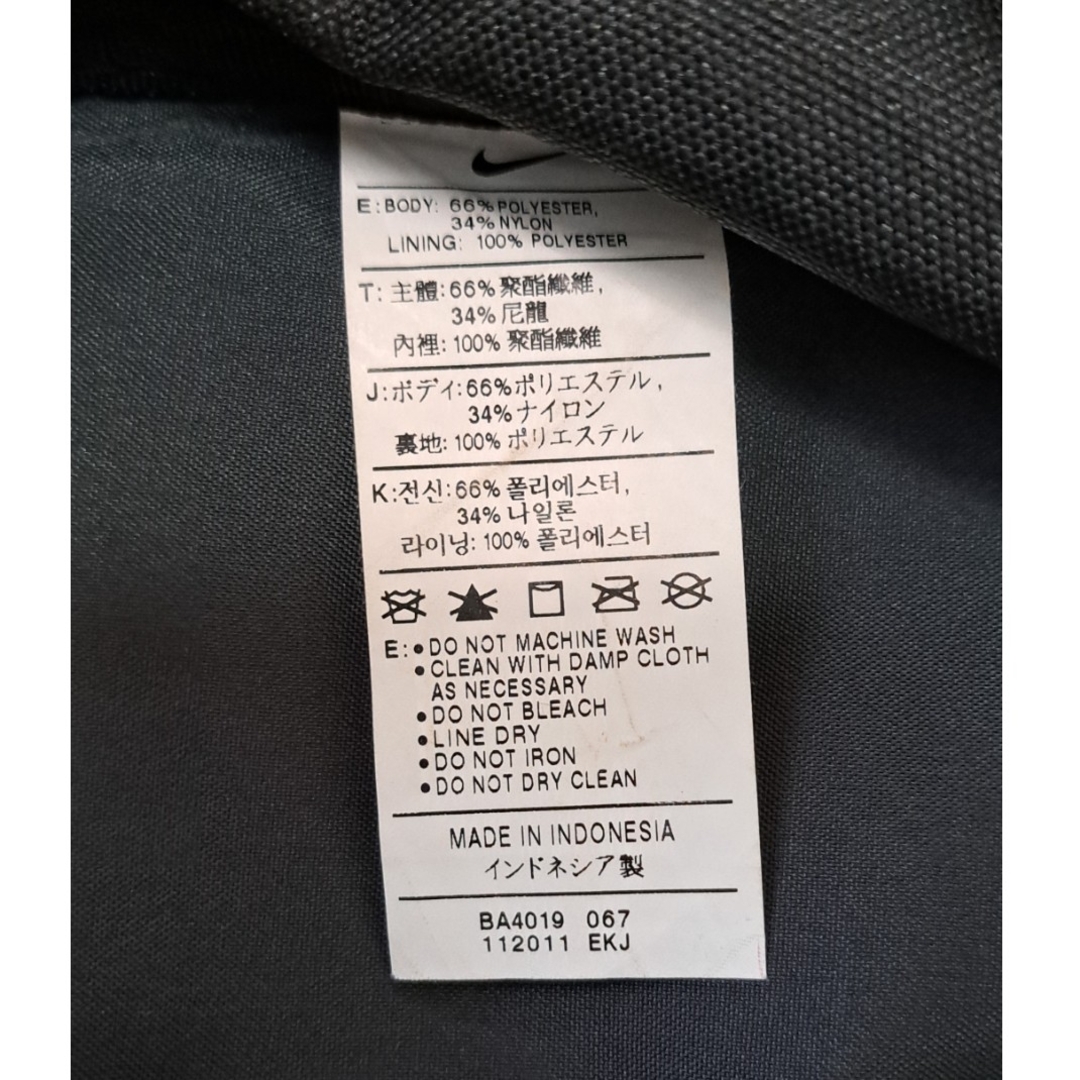 E: BODY: 66% POLYESTER,
34% NYLON
LINING: 100% POLYESTER
T: 主體: 66% 聚酯纖維,
34% 尼龍
內裡: 100% 聚酯纖維
J: ボディ: 66% ポリエステル,
34% ナイロン
裏地: 100% ポリエステル
K: 전신: 66% 폴리에스터,
34% 나일론
라이닝: 100% 폴리에스터
E: • DO NOT MACHINE WASH
• CLEAN WITH DAMP CLOTH
AS NECESSARY
• DO NOT BLEACH
• LINE DRY
• DO NOT IRON
• DO NOT DRY CLEAN
MADE IN INDONESIA
インドネシア製
BA4019 067
112011 EKJ